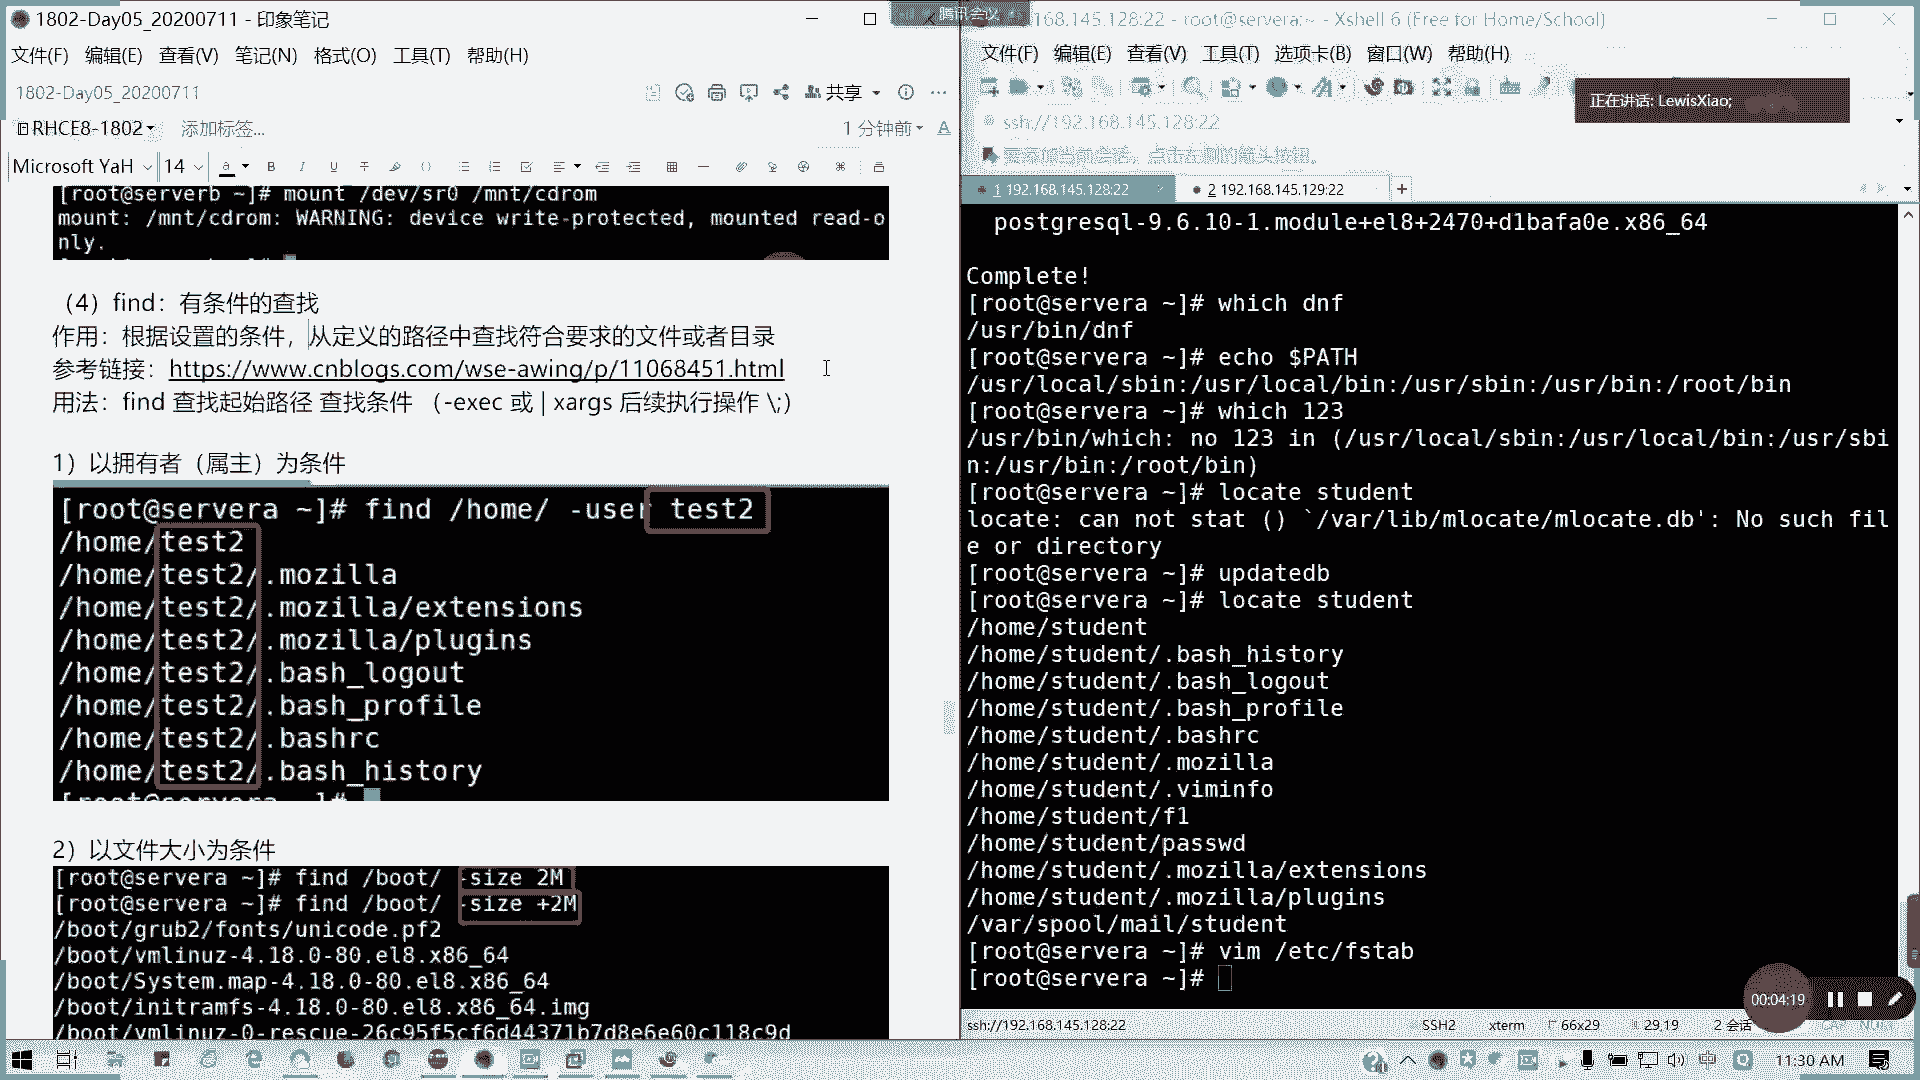 1802-Day05_20200711 - 印象笔记
文件(F) 编辑(E) 查看(V) 笔记(N) 格式(O) 工具(T) 帮助(H)
1802-Day05_20200711
共享
RHCE8-1802
添加标签...
1 分钟前
Microsoft YaH 14
[root@serverb ~]# mount /dev/sr0 /mnt/cdrom
mount: /mnt/cdrom: WARNING: device write-protected, mounted read-o
nly.
（4）find：有条件的查找
作用：根据设置的条件，从定义的路径中查找符合要求的文件或者目录
参考链接：https://www.cnblogs.com/wse-awing/p/11068451.html
用法：find 查找起始路径 查找条件 （-exec 或 | xargs 后续执行操作 \;）
1）以拥有者（属主）为条件
[root@servera ~]# find /home/ -user test2
/home/test2
/home/test2/.mozilla
/home/test2/.mozilla/extensions
/home/test2/.mozilla/plugins
/home/test2/.bash_logout
/home/test2/.bash_profile
/home/test2/.bashrc
/home/test2/.bash_history
[root@servera ~]#
2）以文件大小为条件
[root@servera ~]# find /boot/ -size 2M
[root@servera ~]# find /boot/ -size +2M
/boot/grub2/fonts/unicode.pf2
/boot/vmlinuz-4.18.0-80.el8.x86_64
/boot/System.map-4.18.0-80.el8.x86_64
/boot/initramfs-4.18.0-80.el8.x86_64.img
/boot/vmlinuz-0-rescue-26c95f5cf6d44371b7d8e6e60c118c9d
腾讯会议
.168.145.128:22 - root@servera:~ - Xshell 6 (Free for Home/School)
文件(F) 编辑(E) 查看(V) 工具(T) 选项卡(B) 窗口(W) 帮助(H)
正在讲话: LewisXiao;
ssh://192.168.145.128:22
要添加当前会话，点击左侧的箭头按钮。
1 192.168.145.128:22
2 192.168.145.129:22
postgresql-9.6.10-1.module+el8+2470+d1bafa0e.x86_64
Complete!
[root@servera ~]# which dnf
/usr/bin/dnf
[root@servera ~]# echo $PATH
/usr/local/sbin:/usr/local/bin:/usr/sbin:/usr/bin:/root/bin
[root@servera ~]# which 123
/usr/bin/which: no 123 in (/usr/local/sbin:/usr/local/bin:/usr/sbi
n:/usr/bin:/root/bin)
[root@servera ~]# locate student
locate: can not stat () `/var/lib/mlocate/mlocate.db': No such fil
e or directory
[root@servera ~]# updatedb
[root@servera ~]# locate student
/home/student
/home/student/.bash_history
/home/student/.bash_logout
/home/student/.bash_profile
/home/student/.bashrc
/home/student/.mozilla
/home/student/.viminfo
/home/student/f1
/home/student/passwd
/home/student/.mozilla/extensions
/home/student/.mozilla/plugins
/var/spool/mail/student
[root@servera ~]# vim /etc/fstab
[root@servera ~]#
00:04:19
ssh://192.168.145.128:22
SSH2
xterm
66x29
29,19
2 会话
CAP NUM
11:30 AM